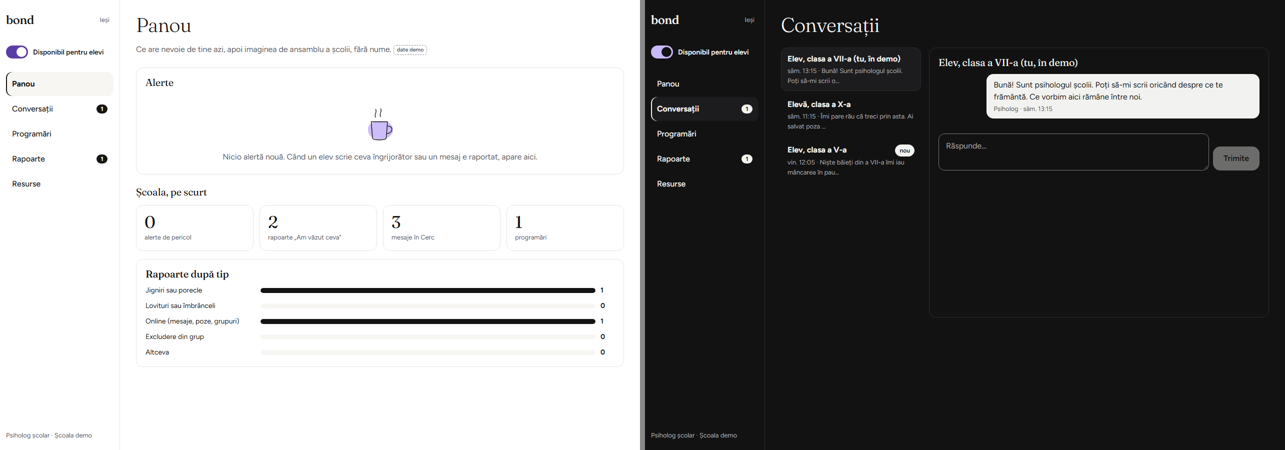 bond
Ieși
Disponibil pentru elevi
Panou
Conversații 1
Programări
Rapoarte 1
Resurse
Psiholog școlar · Școala demo
Panou
Ce are nevoie de tine azi, apoi imaginea de ansamblu a școlii, fără nume. date demo
Alerte
Nicio alertă nouă. Când un elev scrie ceva îngrijorător sau un mesaj e raportat, apare aici.
Școala, pe scurt
0
alerte de pericol
2
rapoarte „Am văzut ceva”
3
mesaje în Cerc
1
programări
Rapoarte după tip
Jigniri sau porecle 1
Lovituri sau îmbrânceli 0
Online (mesaje, poze, grupuri) 1
Excludere din grup 0
Altceva 0
bond
Ieși
Disponibil pentru elevi
Panou
Conversații 1
Programări
Rapoarte 1
Resurse
Psiholog școlar · Școala demo
Conversații
Elev, clasa a VII-a (tu, în demo)
sâm. 13:15 · Bună! Sunt psihologul școlii.
Poți să-mi scrii o...
Elevă, clasa a X-a
sâm. 11:15 · Îmi pare rău că treci prin asta. Ai
salvat poza ...
Elev, clasa a V-a nou
vin. 12:05 · Niște băieți din a VII-a îmi iau
mâncarea în pau...
Elev, clasa a VII-a (tu, în demo)
Bună! Sunt psihologul școlii. Poți să-mi scrii oricând despre ce te
frământă. Ce vorbim aici rămâne între noi.
Psiholog · sâm. 13:15
Răspunde...
Trimite